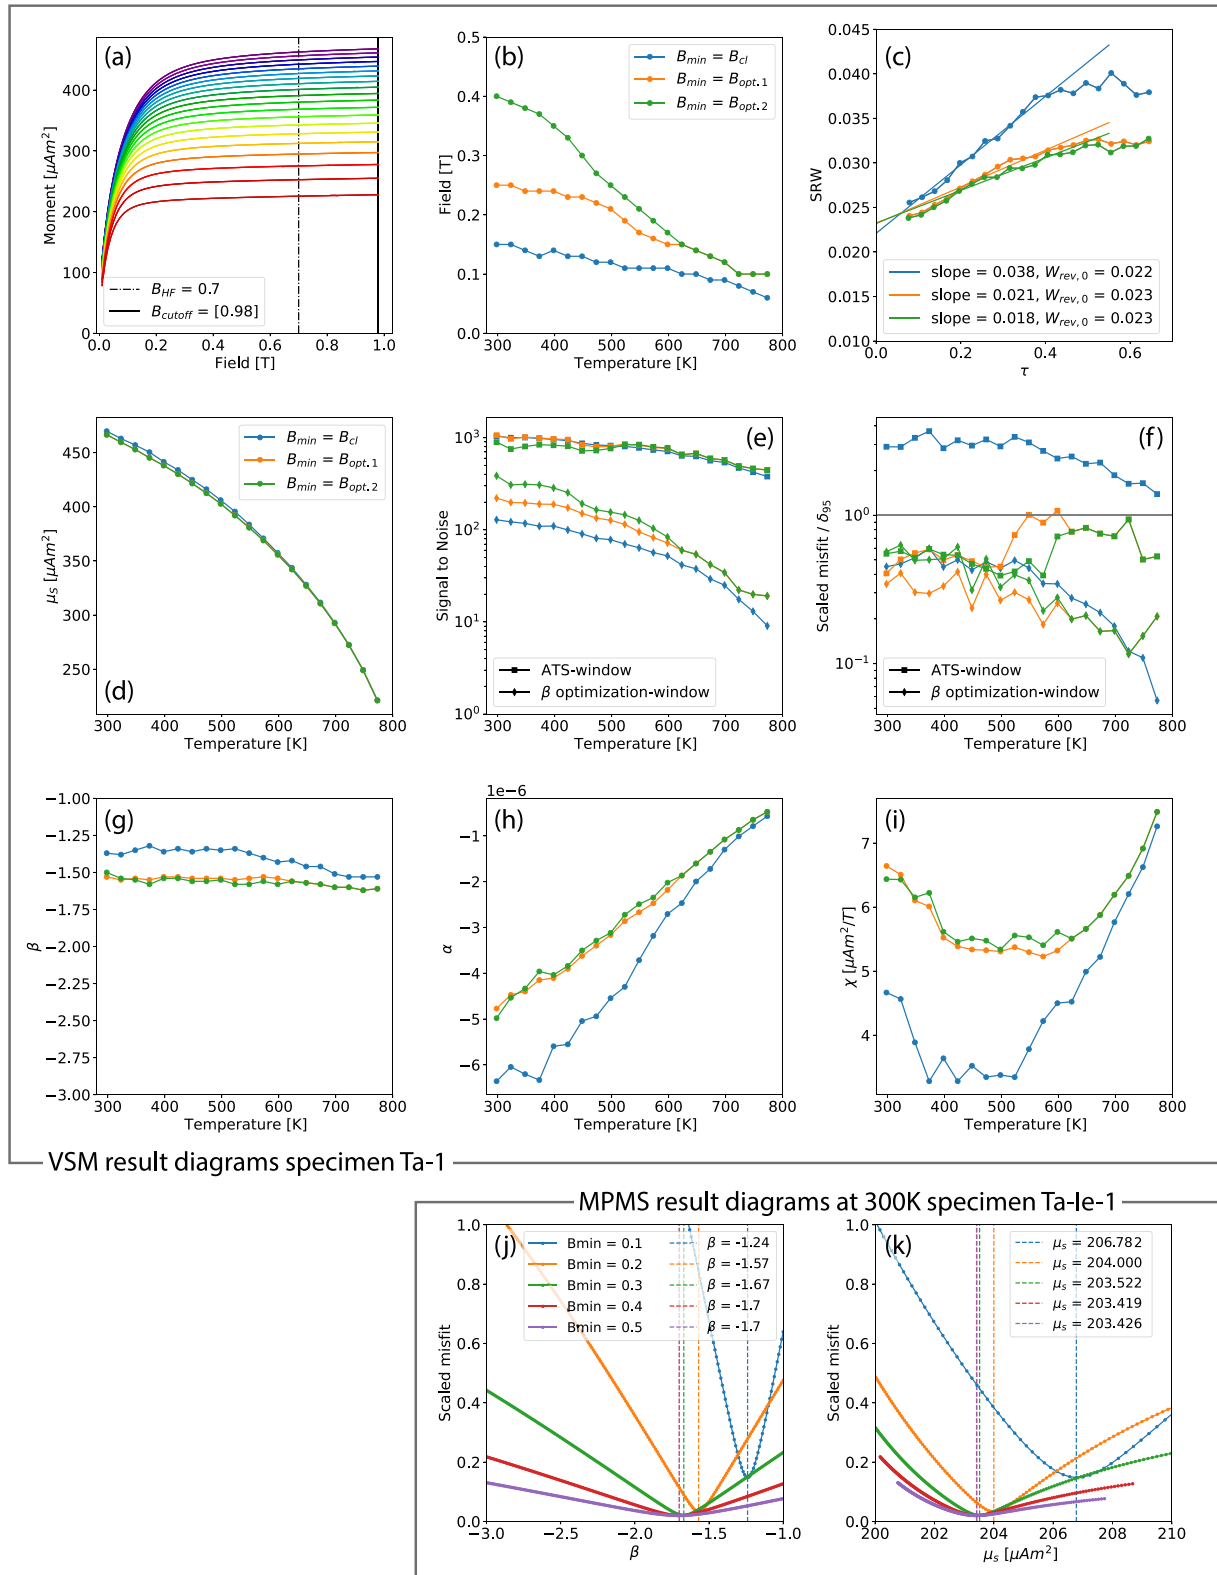 (a)
Moment [μAm²]
400
300
200
100
0
B_HF = 0.7
B_cutoff = [0.98]
0.0 0.2 0.4 0.6 0.8 1.0
Field [T]
(b)
Field [T]
0.5
0.4
0.3
0.2
0.1
0.0
B_min = B_cl
B_min = B_opt.1
B_min = B_opt.2
300 400 500 600 700 800
Temperature [K]
(c)
SRW
0.045
0.040
0.035
0.030
0.025
0.020
0.015
0.010
slope = 0.038, W_rev,0 = 0.022
slope = 0.021, W_rev,0 = 0.023
slope = 0.018, W_rev,0 = 0.023
0.0 0.2 0.4 0.6
τ
μ_s [μAm²]
450
400
350
300
250
B_min = B_cl
B_min = B_opt.1
B_min = B_opt.2
(d)
300 400 500 600 700 800
Temperature [K]
(e)
Signal to Noise
10³
10²
10¹
10⁰
ATS-window
β optimization-window
300 400 500 600 700 800
Temperature [K]
(f)
Scaled misfit / δ₉₅
10⁰
10⁻¹
ATS-window
β optimization-window
300 400 500 600 700 800
Temperature [K]
(g)
β
−1.00
−1.25
−1.50
−1.75
−2.00
−2.25
−2.50
−2.75
−3.00
300 400 500 600 700 800
Temperature [K]
1e−6
(h)
α
−1
−2
−3
−4
−5
−6
300 400 500 600 700 800
Temperature [K]
(i)
χ [μAm²/T]
7
6
5
4
300 400 500 600 700 800
Temperature [K]
VSM result diagrams specimen Ta-1
MPMS result diagrams at 300K specimen Ta-le-1
(j)
Scaled misfit
1.0
0.8
0.6
0.4
0.2
0.0
Bmin = 0.1 β = -1.24
Bmin = 0.2 β = -1.57
Bmin = 0.3 β = -1.67
Bmin = 0.4 β = -1.7
Bmin = 0.5 β = -1.7
−3.0 −2.5 −2.0 −1.5 −1.0
β
(k)
Scaled misfit
1.0
0.8
0.6
0.4
0.2
0.0
μ_s = 206.782
μ_s = 204.000
μ_s = 203.522
μ_s = 203.419
μ_s = 203.426
200 202 204 206 208 210
μ_s [μAm²]